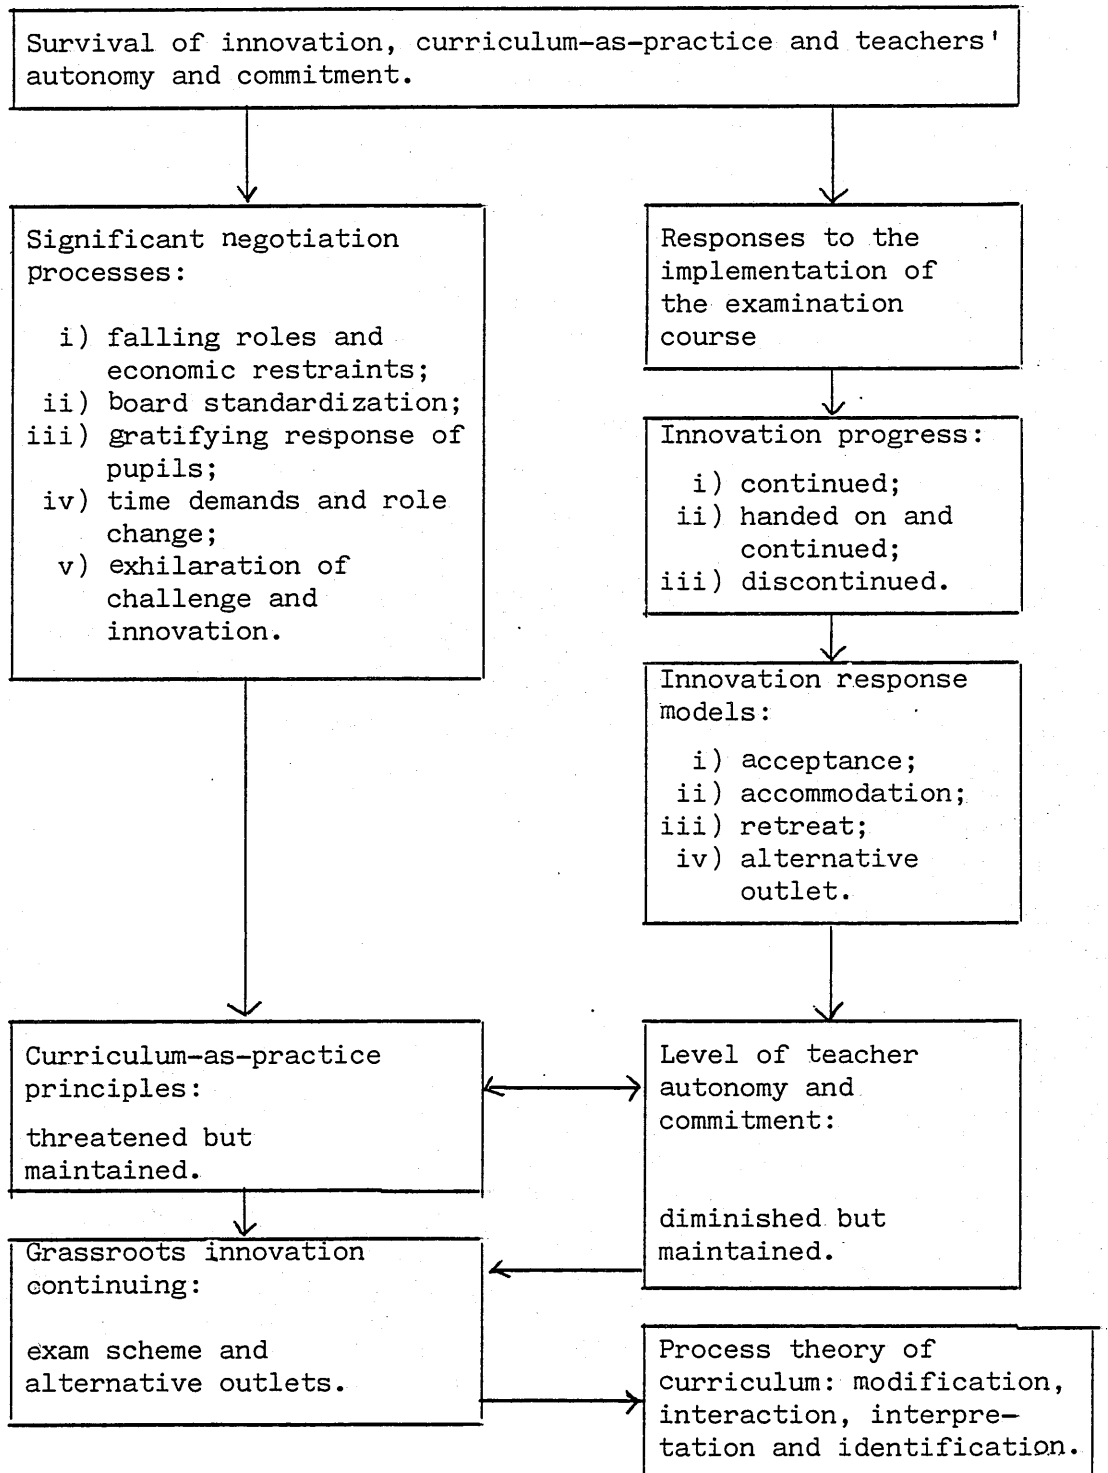 Survival of innovation, curriculum-as-practice and teachers'
autonomy and commitment.
Significant negotiation
processes:
i) falling roles and
economic restraints;
ii) board standardization;
iii) gratifying response of
pupils;
iv) time demands and role
change;
v) exhilaration of
challenge and
innovation.
Responses to the
implementation of
the examination
course
Innovation progress:
i) continued;
ii) handed on and
continued;
iii) discontinued.
Innovation response
models:
i) acceptance;
ii) accommodation;
iii) retreat;
iv) alternative
outlet.
Curriculum-as-practice
principles:
threatened but
maintained.
Level of teacher
autonomy and
commitment:
diminished but
maintained.
Grassroots innovation
continuing:
exam scheme and
alternative outlets.
Process theory of
curriculum: modification,
interaction, interpre-
tation and identification.